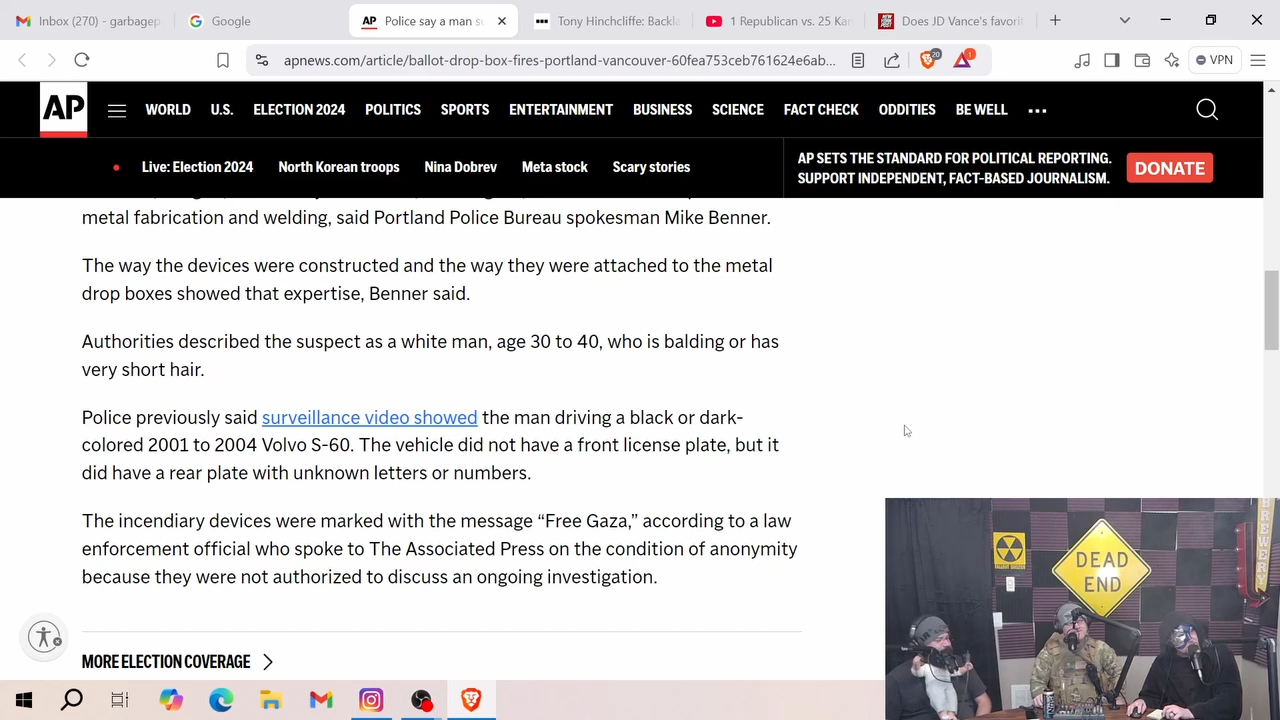 Inbox (270) - garbagep
Google
AP
Police say a man s
Tony Hinchcliffe: Backla
1 Republican vs. 25 Kan
Does JD Vance's favorit
apnews.com/article/ballot-drop-box-fires-portland-vancouver-60fea753ceb761624e6ab...
20
1
VPN
AP
WORLD
U.S.
ELECTION 2024
POLITICS
SPORTS
ENTERTAINMENT
BUSINESS
SCIENCE
FACT CHECK
ODDITIES
BE WELL
Live: Election 2024
North Korean troops
Nina Dobrev
Meta stock
Scary stories
AP SETS THE STANDARD FOR POLITICAL REPORTING.
SUPPORT INDEPENDENT, FACT-BASED JOURNALISM.
DONATE
metal fabrication and welding, said Portland Police Bureau spokesman Mike Benner.
The way the devices were constructed and the way they were attached to the metal
drop boxes showed that expertise, Benner said.
Authorities described the suspect as a white man, age 30 to 40, who is balding or has
very short hair.
Police previously said surveillance video showed the man driving a black or dark-
colored 2001 to 2004 Volvo S-60. The vehicle did not have a front license plate, but it
did have a rear plate with unknown letters or numbers.
The incendiary devices were marked with the message “Free Gaza,” according to a law
enforcement official who spoke to The Associated Press on the condition of anonymity
because they were not authorized to discuss an ongoing investigation.
MORE ELECTION COVERAGE
DEAD
END
BREWERY